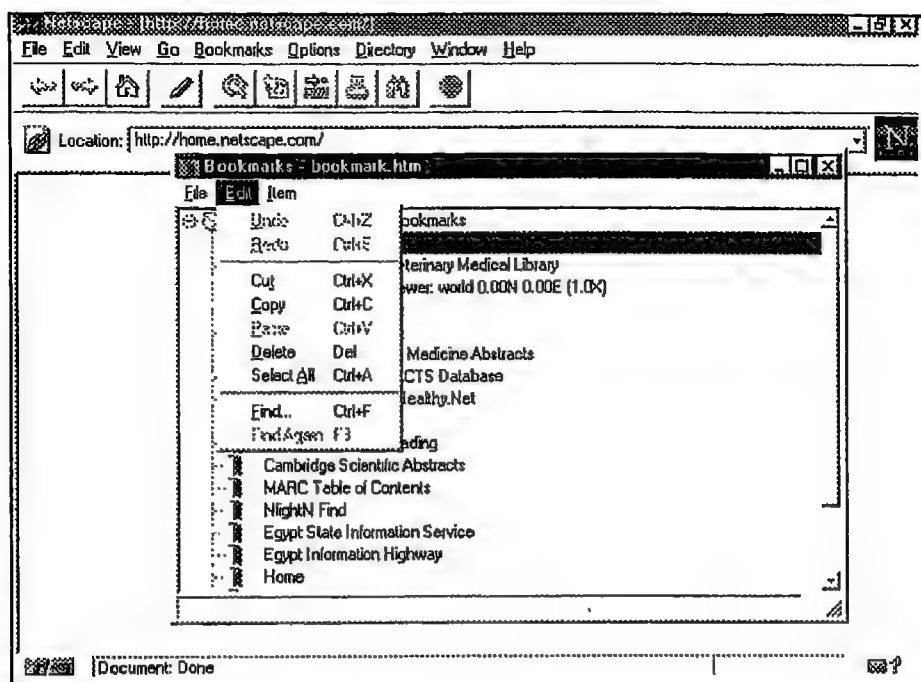 Netscape - [http://home.netscape.com/]
File Edit View Go Bookmarks Options Directory Window Help
Location: http://home.netscape.com/
N
Bookmarks - bookmark.htm
File Edit Item
Undo Ctrl+Z
ookmarks
Redo Ctrl+E
terinary Medical Library
Cut Ctrl+X
ewer: world 0.00N 0.00E (1.0X)
Copy Ctrl+C
Paste Ctrl+V
Delete Del
Medicine Abstracts
Select All Ctrl+A
CTS Database
Healthy.Net
Find... Ctrl+F
Find Again F3
ading
Cambridge Scientific Abstracts
MARC Table of Contents
NlightN Find
Egypt State Information Service
Egypt Information Highway
Home
Document: Done